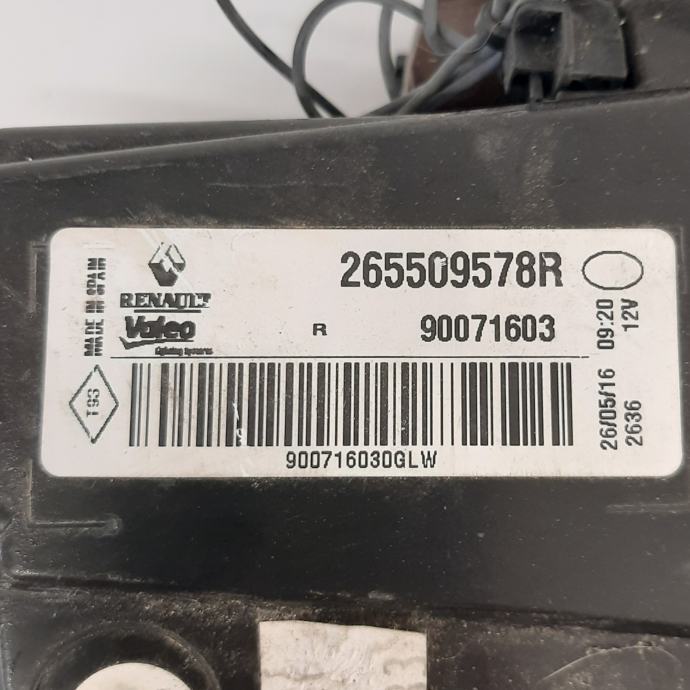 MADE IN SPAIN
RENAULT
265509578R
Valeo
Lighting Systems
R
90071603
T93
900716030GLW
26/05/16 09:20
2636 12V